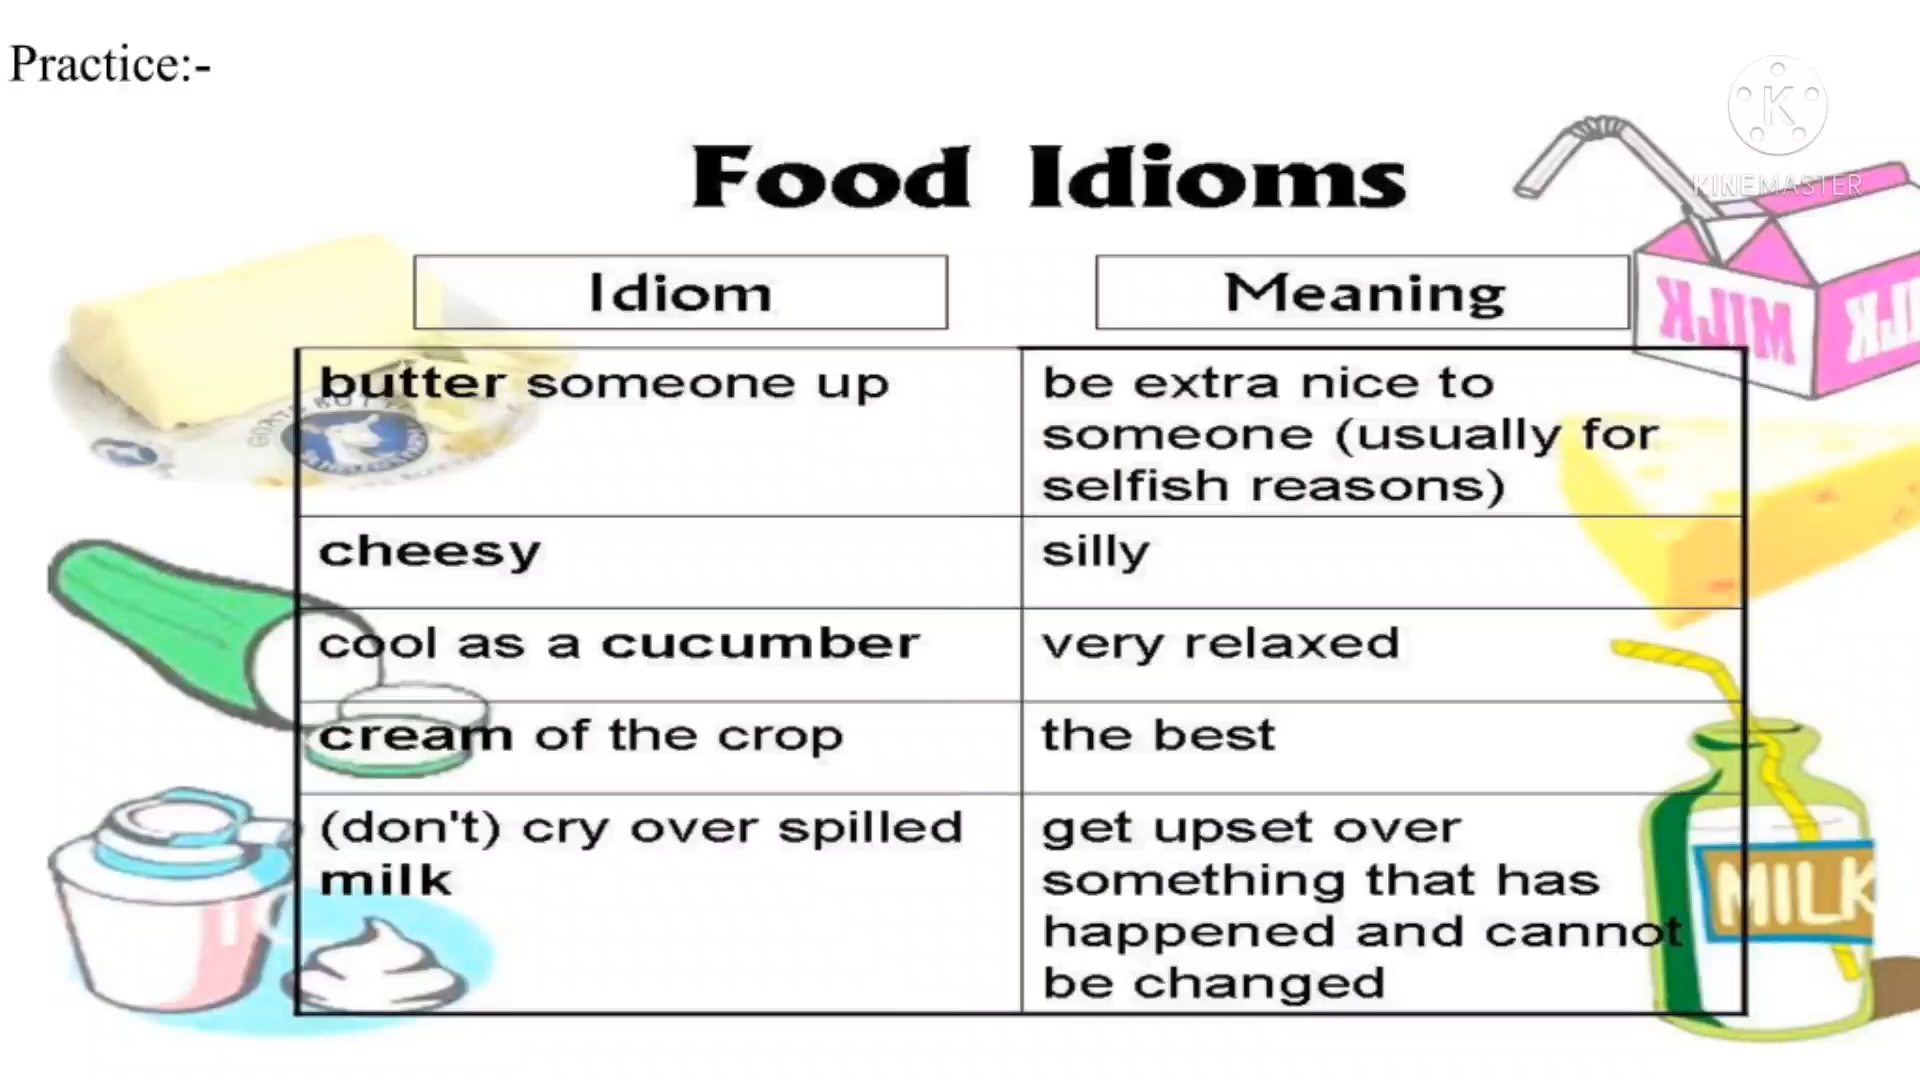 Practice:-
KINEMASTER
Food Idioms
Idiom
Meaning
butter someone up
be extra nice to
someone (usually for
selfish reasons)
cheesy
silly
cool as a cucumber
very relaxed
cream of the crop
the best
(don't) cry over spilled
milk
get upset over
something that has
happened and cannot
be changed
MILK
MILK